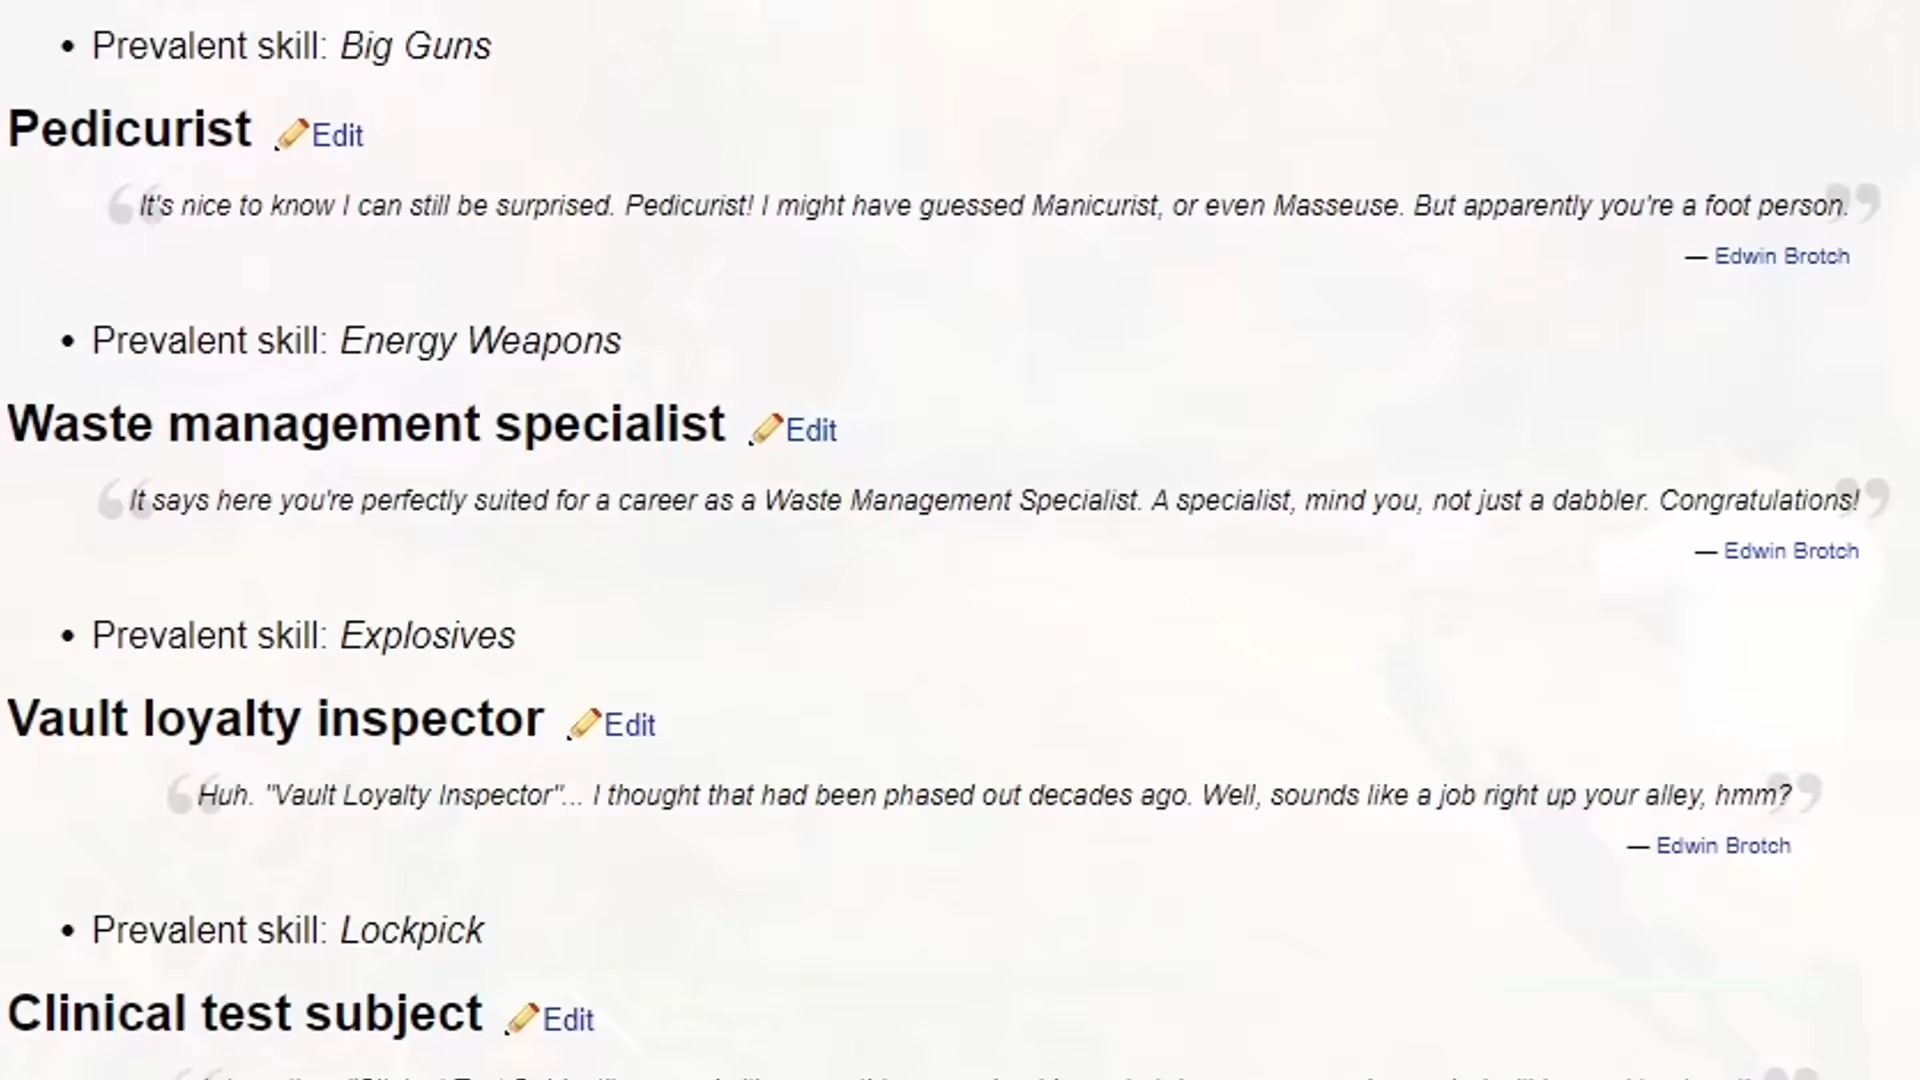 • Prevalent skill: Big Guns
Pedicurist Edit
“ It's nice to know I can still be surprised. Pedicurist! I might have guessed Manicurist, or even Masseuse. But apparently you're a foot person. ”
— Edwin Brotch
• Prevalent skill: Energy Weapons
Waste management specialist Edit
“ It says here you're perfectly suited for a career as a Waste Management Specialist. A specialist, mind you, not just a dabbler. Congratulations! ”
— Edwin Brotch
• Prevalent skill: Explosives
Vault loyalty inspector Edit
“ Huh. "Vault Loyalty Inspector"... I thought that had been phased out decades ago. Well, sounds like a job right up your alley, hmm? ”
— Edwin Brotch
• Prevalent skill: Lockpick
Clinical test subject Edit